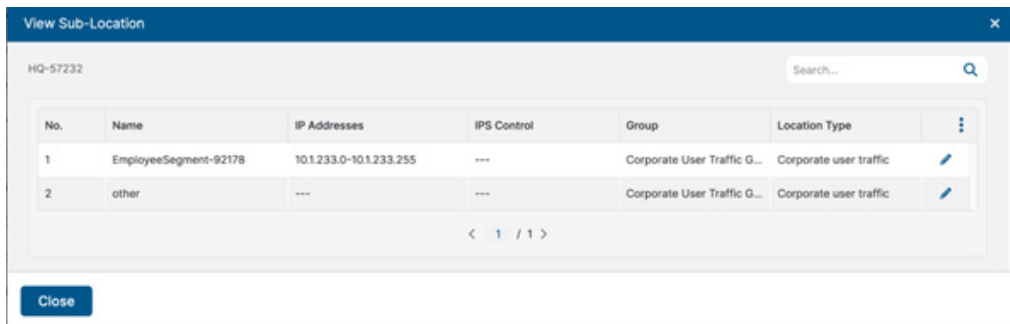 View Sub-Location ×
HQ-57232 Search...
No. Name IP Addresses IPS Control Group Location Type
1 EmployeeSegment-92178 10.1.233.0-10.1.233.255 --- Corporate User Traffic G... Corporate user traffic
2 other --- --- Corporate User Traffic G... Corporate user traffic
< 1 / 1 >
Close